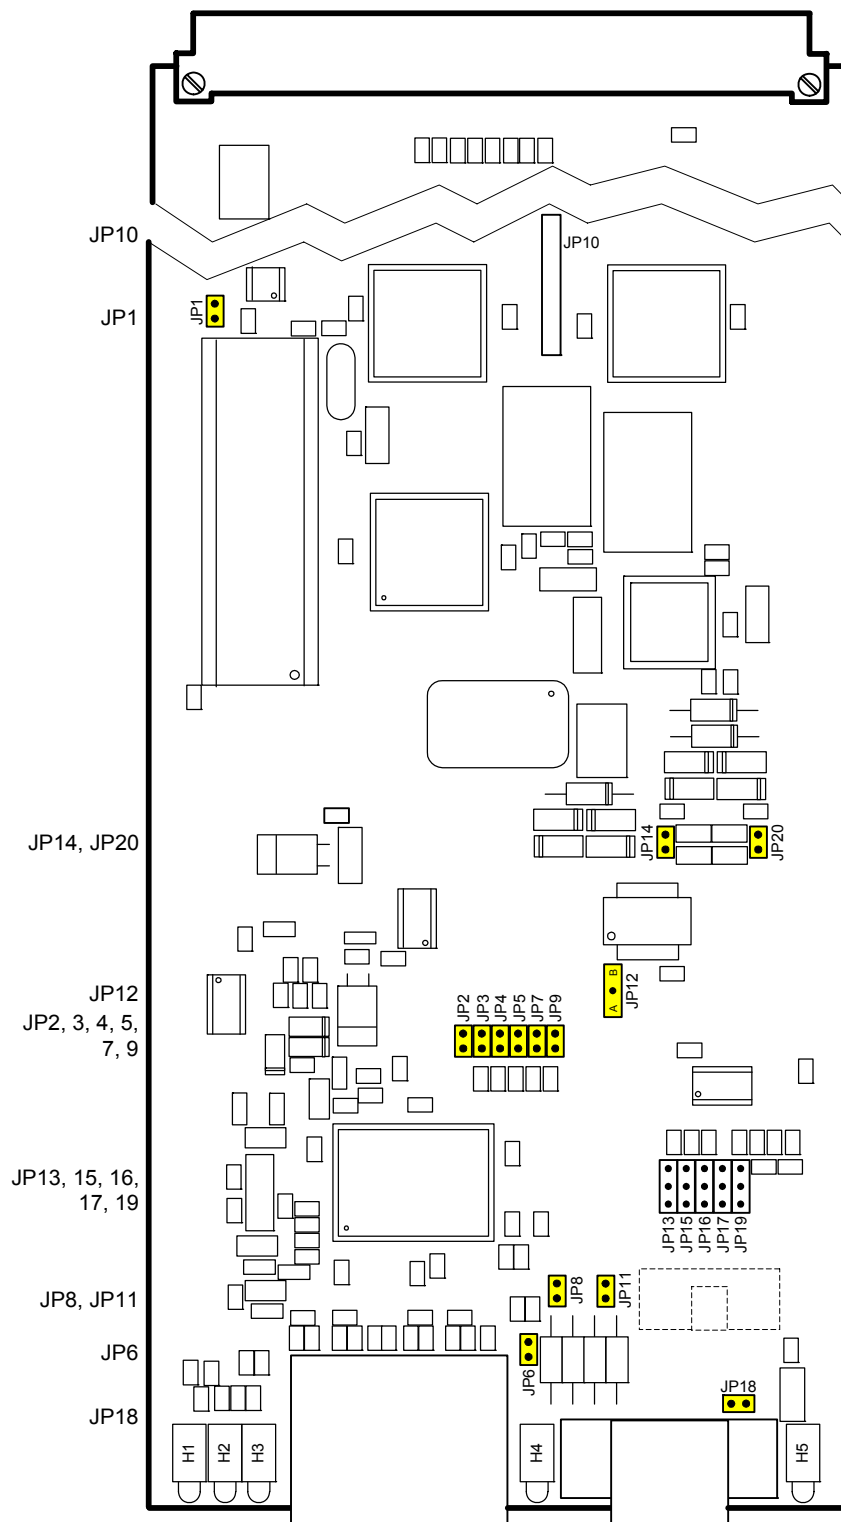 JP10
JP10
JP1
JP1
JP14, JP20
JP14
JP20
JP12
B
A
JP12
JP2, 3, 4, 5,
7, 9
JP2
JP3
JP4
JP5
JP7
JP9
JP13, 15, 16,
17, 19
JP13
JP15
JP16
JP17
JP19
JP8, JP11
JP8
JP11
JP6
JP6
JP18
JP18
H1
H2
H3
H4
H5